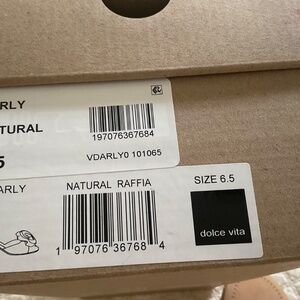 RLY
TURAL
197076367684
5
VDARLY0 101065
ARLY
NATURAL RAFFIA
SIZE 6.5
1 97076 36768 4
dolce vita